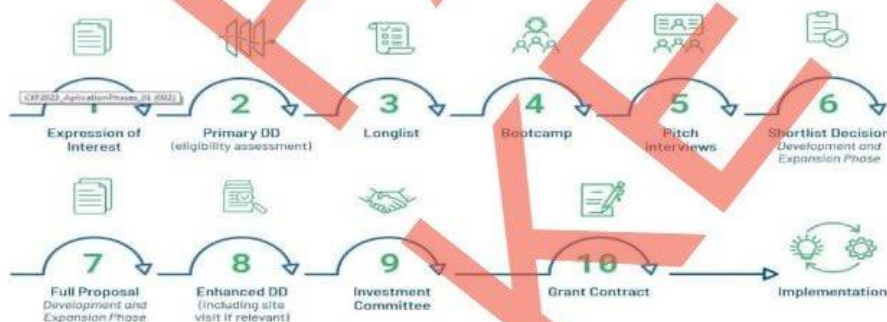 CFF2023_AplicationPhases_01 (002)
1 2 3 4 5 6
Expression of Interest
Primary DD
(eligibility assessment)
Longlist
Bootcamp
Pitch
interviews
Shortlist Decision
Development and
Expansion Phase
7 8 9 10
Full Proposal
Development and
Expansion Phase
Enhanced DD
(including site
visit if relevant)
Investment
Committee
Grant Contract
Implementation